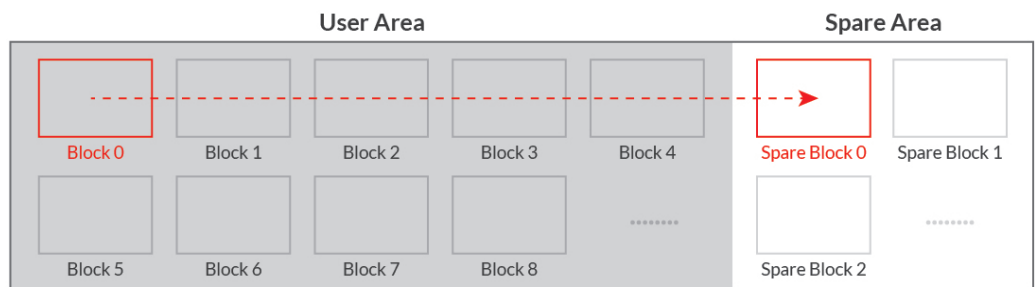 User Area
Spare Area
Block 0
Block 1
Block 2
Block 3
Block 4
Spare Block 0
Spare Block 1
Block 5
Block 6
Block 7
Block 8
Spare Block 2